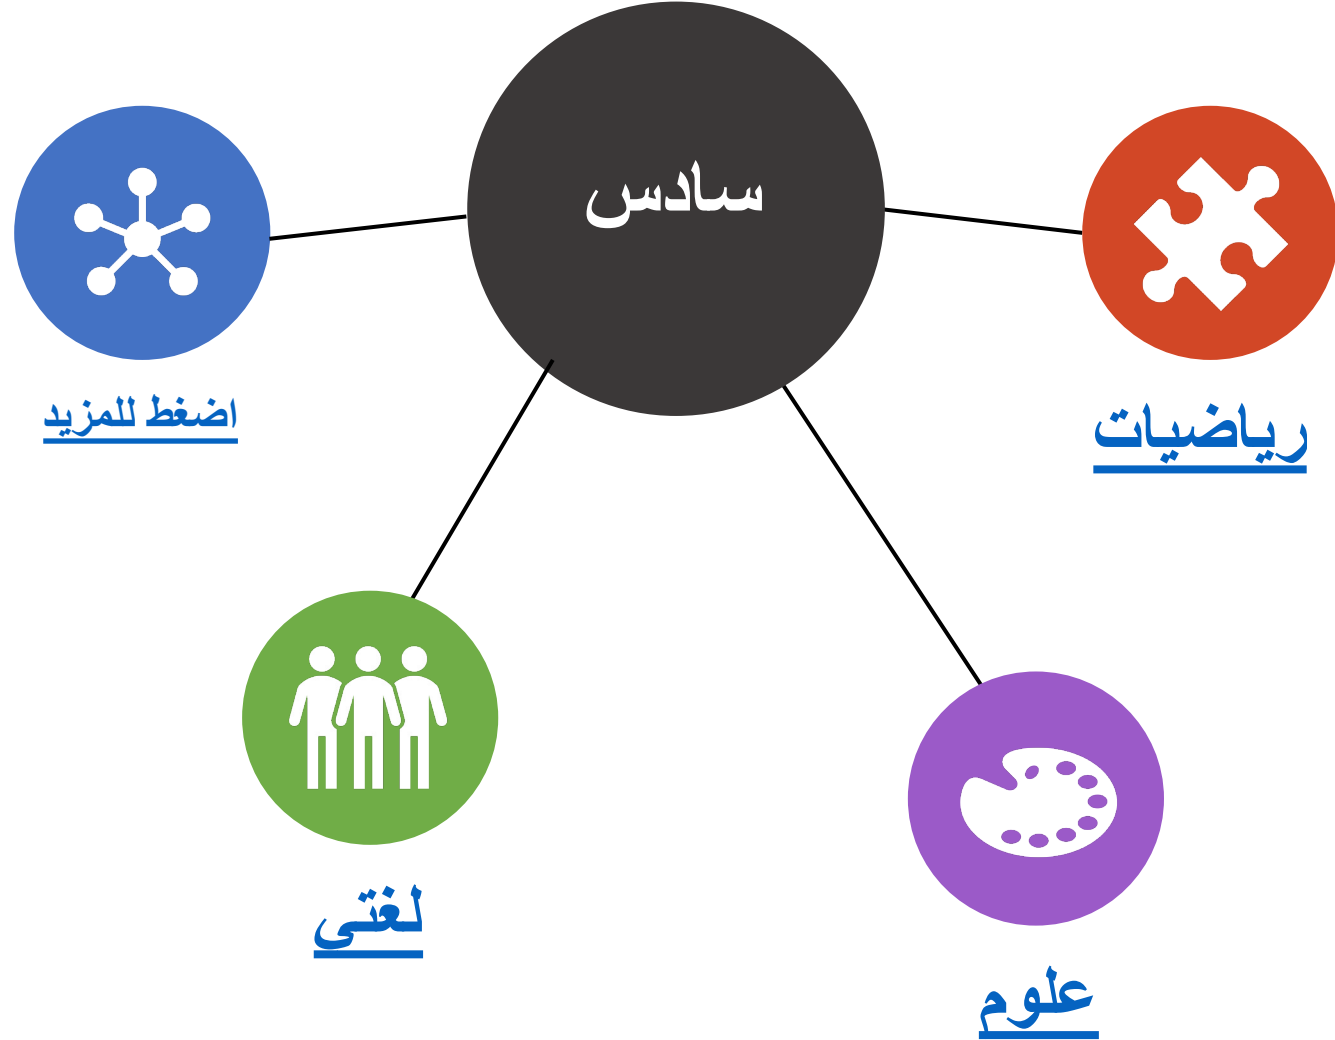 سادس
رياضيات
اضغط للمزيد
لغتي
علوم